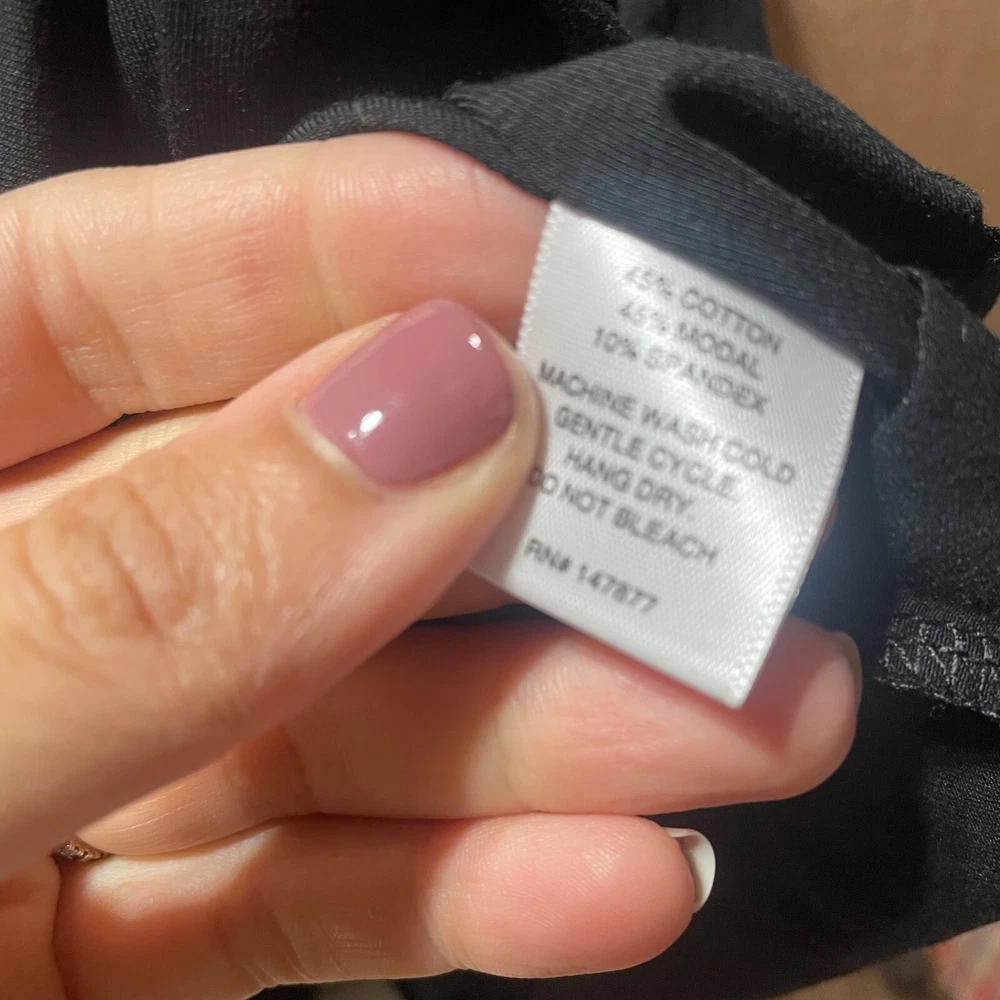 45% COTTON
45% MODAL
10% SPANDEX
MACHINE WASH COLD
GENTLE CYCLE
HANG DRY.
DO NOT BLEACH
RN# 147877